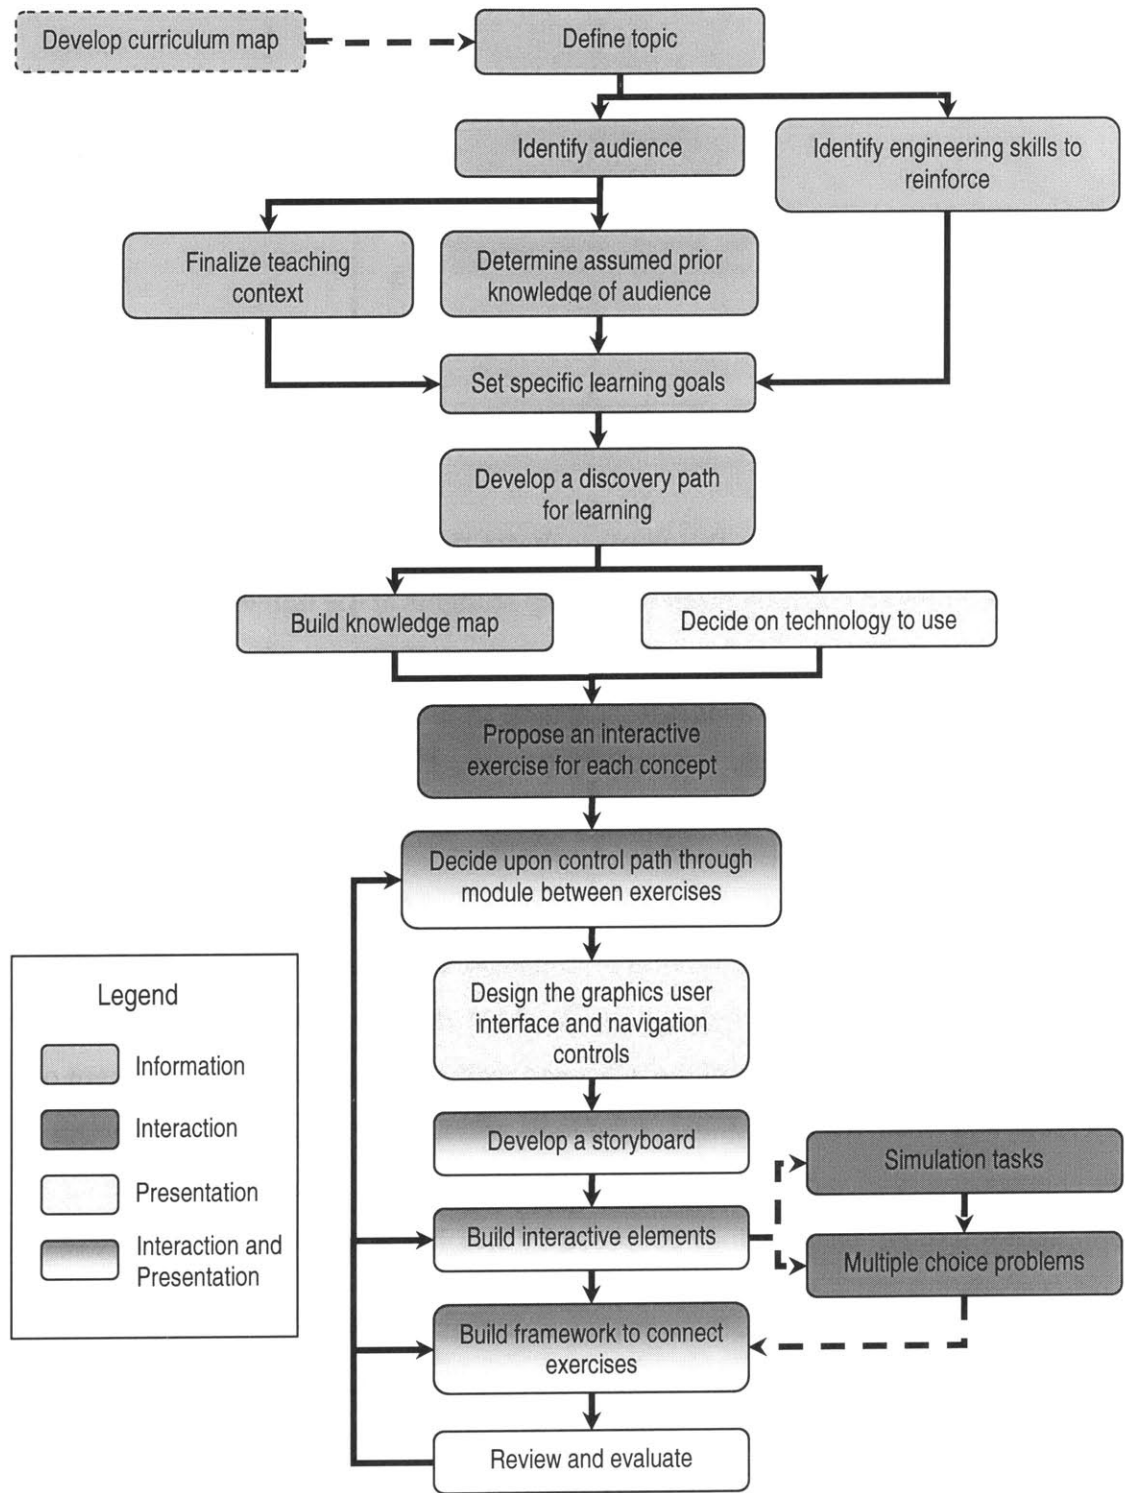 Develop curriculum map
Define topic
Identify audience
Identify engineering skills to
reinforce
Finalize teaching
context
Determine assumed prior
knowledge of audience
Set specific learning goals
Develop a discovery path
for learning
Build knowledge map
Decide on technology to use
Propose an interactive
exercise for each concept
Decide upon control path through
module between exercises
Design the graphics user
interface and navigation
controls
Develop a storyboard
Simulation tasks
Build interactive elements
Multiple choice problems
Build framework to connect
exercises
Review and evaluate
Legend
Information
Interaction
Presentation
Interaction and
Presentation